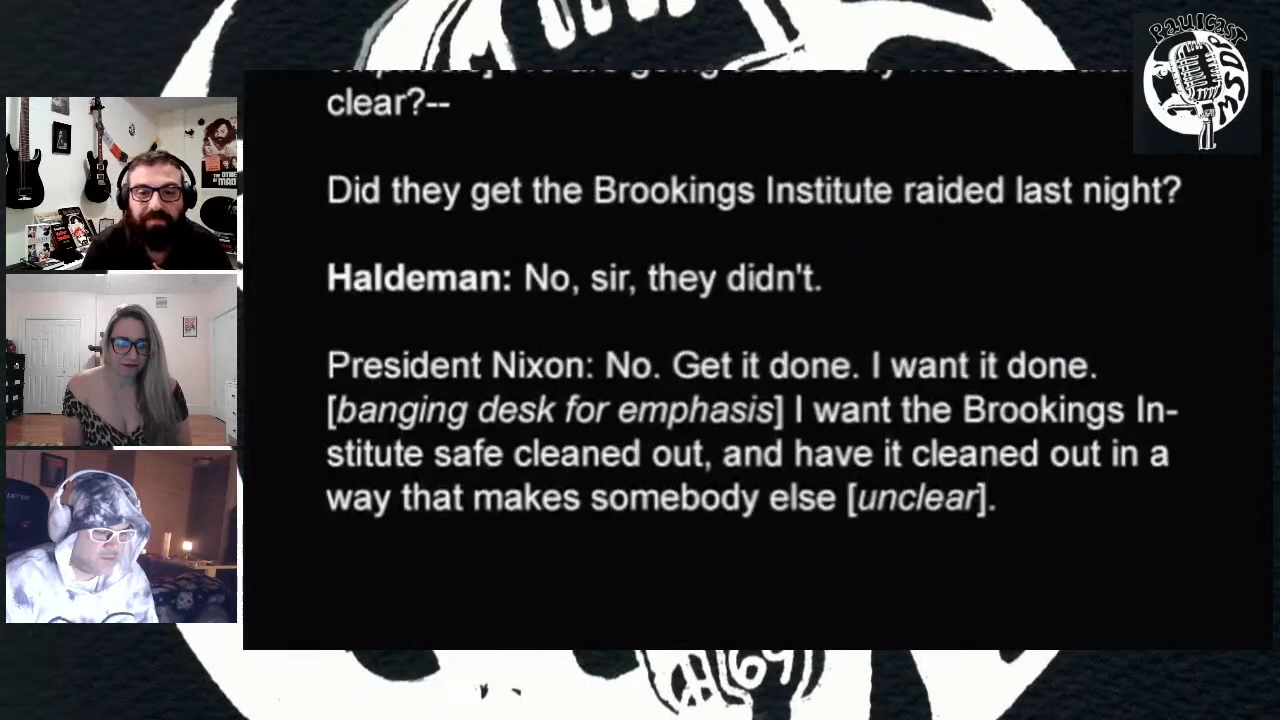 Paulcast
clear?--
Did they get the Brookings Institute raided last night?
Haldeman: No, sir, they didn't.
President Nixon: No. Get it done. I want it done.
[banging desk for emphasis] I want the Brookings In-
stitute safe cleaned out, and have it cleaned out in a
way that makes somebody else [unclear].